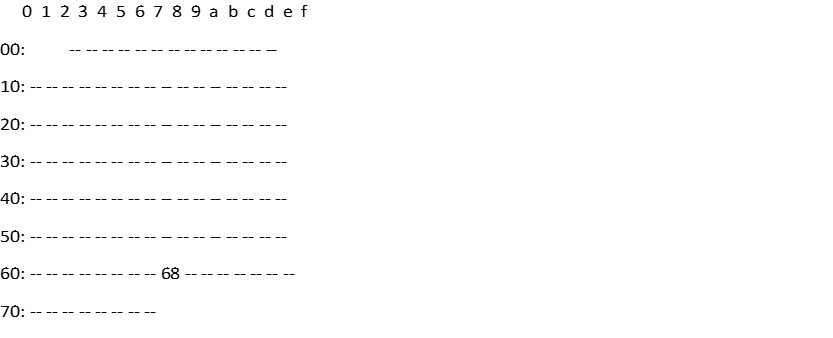 0 1 2 3 4 5 6 7 8 9 a b c d e f
00: -- -- -- -- -- -- -- -- -- -- -- -- --
10: -- -- -- -- -- -- -- -- -- -- -- -- -- -- -- --
20: -- -- -- -- -- -- -- -- -- -- -- -- -- -- -- --
30: -- -- -- -- -- -- -- -- -- -- -- -- -- -- -- --
40: -- -- -- -- -- -- -- -- -- -- -- -- -- -- -- --
50: -- -- -- -- -- -- -- -- -- -- -- -- -- -- -- --
60: -- -- -- -- -- -- -- -- 68 -- -- -- -- -- -- --
70: -- -- -- -- -- -- -- --